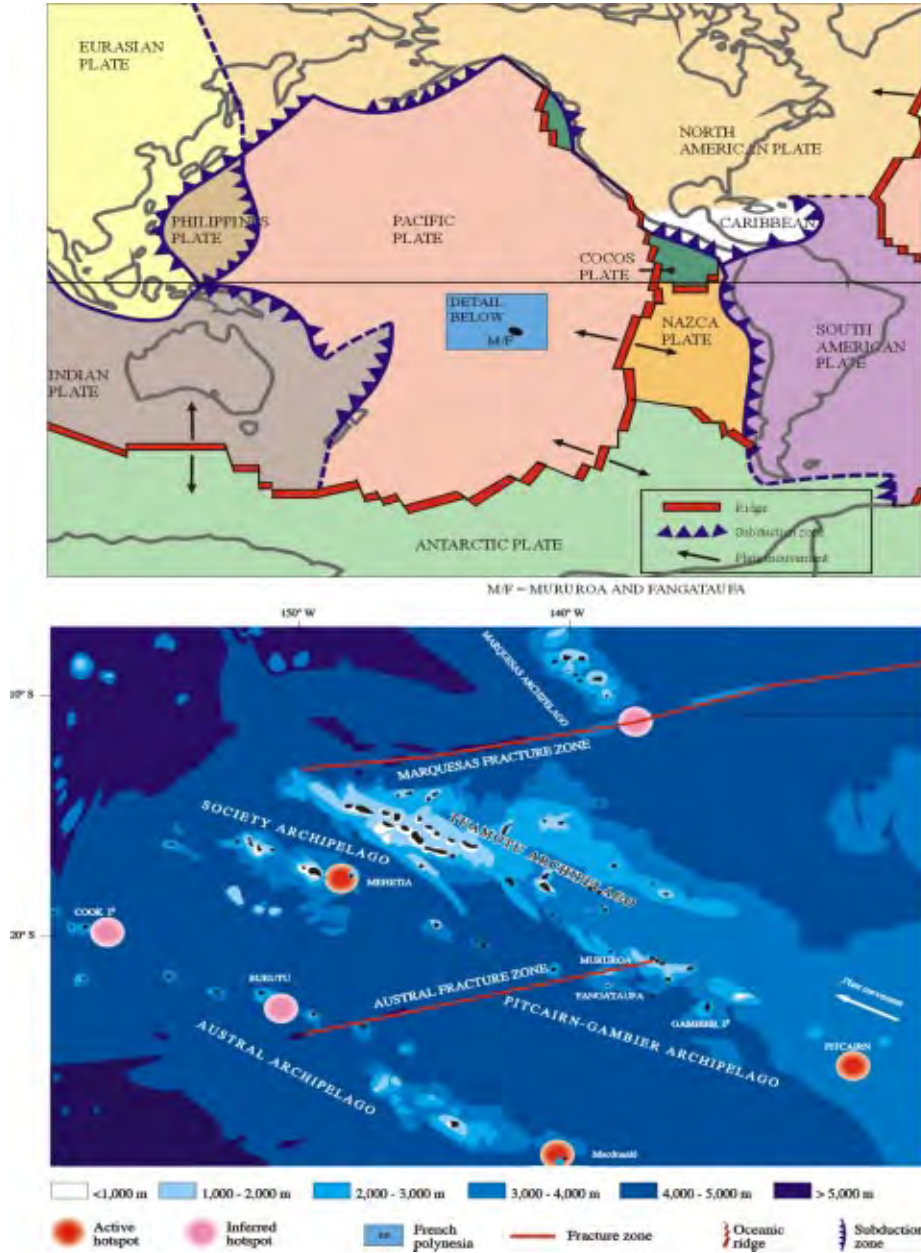 EURASIAN
PLATE
NORTH
AMERICAN PLATE
PHILIPPINES
PLATE
PACIFIC
PLATE
CARIBBEAN
COCOS
PLATE
DETAIL
BELOW
M/F
NAZCA
PLATE
SOUTH
AMERICAN
PLATE
INDIAN
PLATE
ANTARCTIC PLATE
Ridge
Subduction zone
Plate mouvement
M/F = MURUROA AND FANGATAUFA
150° W
140° W
10° S
20° S
MARQUESAS ARCHIPELAGO
MARQUESAS FRACTURE ZONE
SOCIETY ARCHIPELAGO
TUAMOTU ARCHIPELAGO
MEHETIA
COOK Iˢ
RURUTU
AUSTRAL FRACTURE ZONE
MURUROA
FANGATAUFA
GAMBIER Iˢ
Plate movement
PITCAIRN-GAMBIER ARCHIPELAGO
PITCAIRN
AUSTRAL ARCHIPELAGO
Macdonald
<1,000 m
1,000 - 2,000 m
2,000 - 3,000 m
3,000 - 4,000 m
4,000 - 5,000 m
> 5,000 m
Active
hotspot
Inferred
hotspot
French
polynesia
Fracture zone
Oceanic
ridge
Subduction
zone